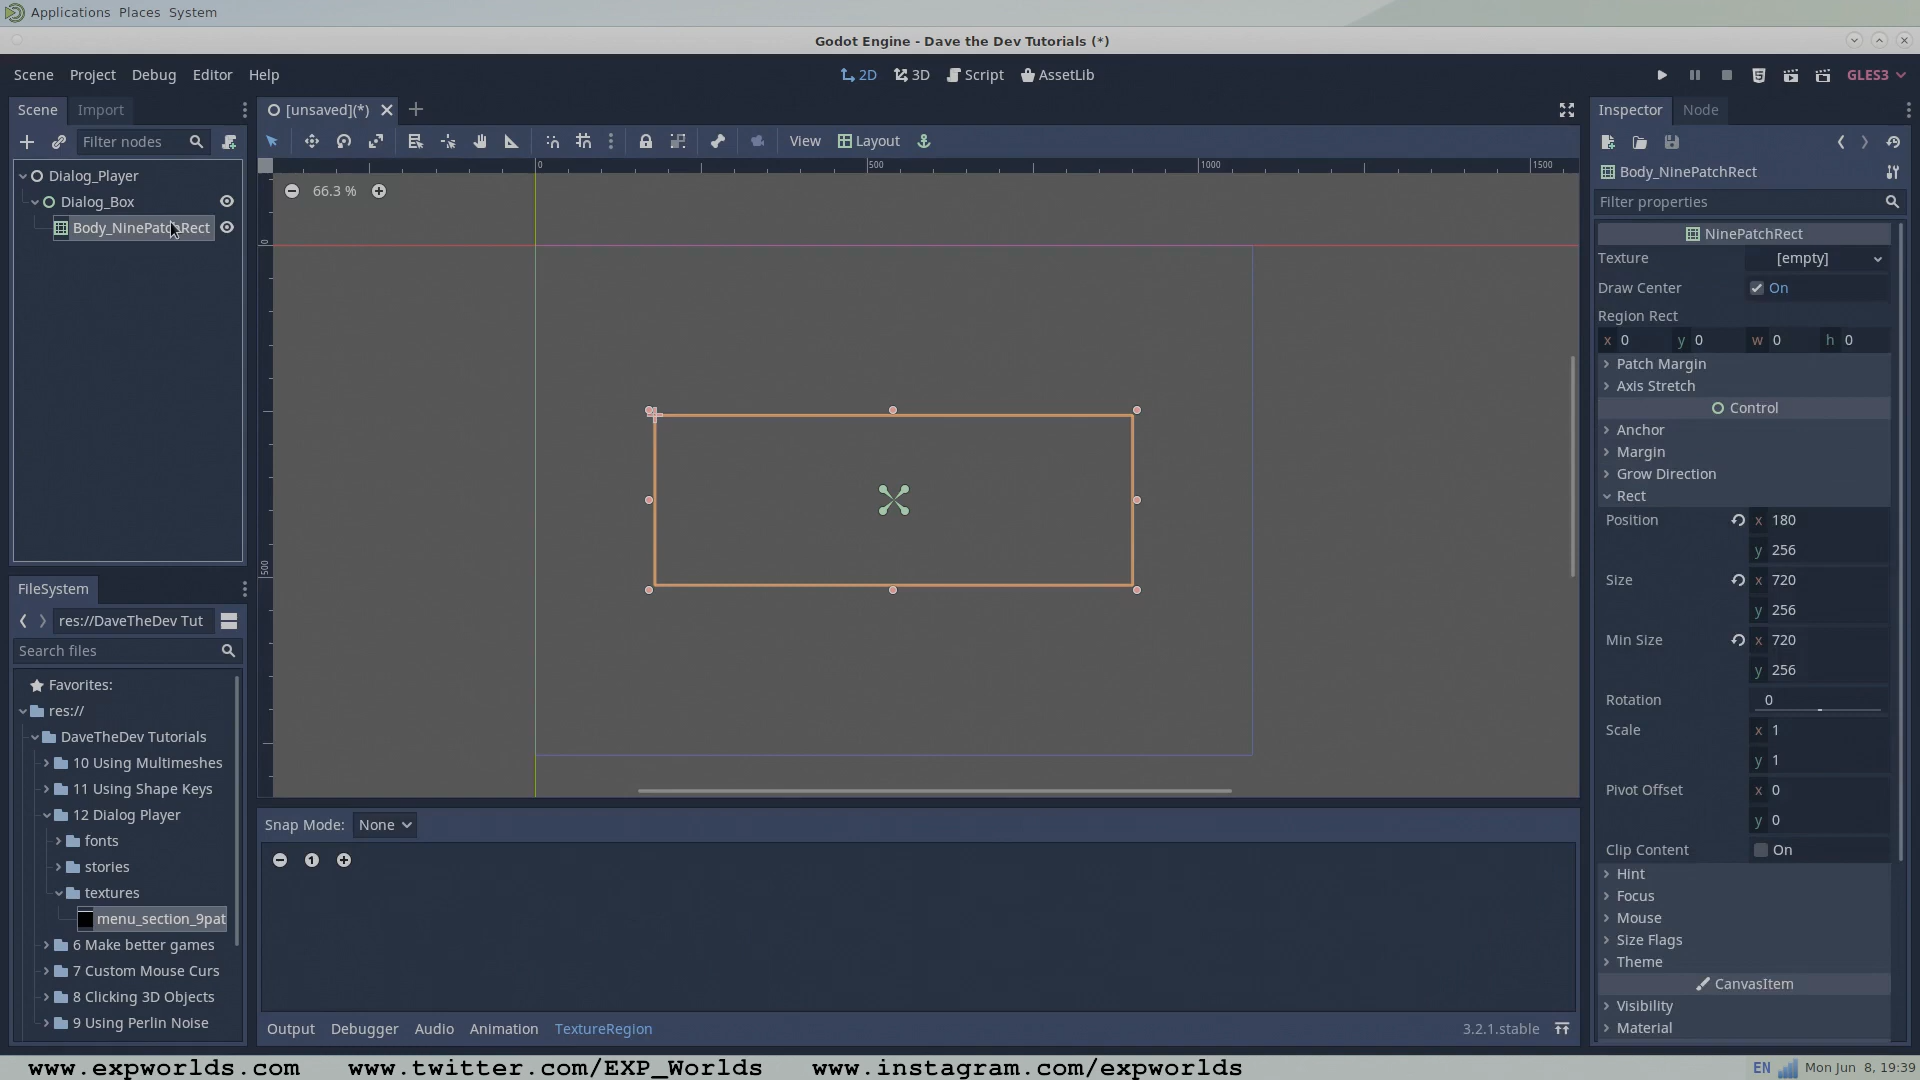 Applications Places System
Godot Engine - Dave the Dev Tutorials (*)
Scene Project Debug Editor Help
2D 3D Script AssetLib
GLES3
Scene Import
[unsaved](*)
Inspector Node
Filter nodes
View Layout
Dialog_Player
Dialog_Box
Body_NinePatchRect
0 500 1000 1500
66.3 %
0
500
Body_NinePatchRect
Filter properties
NinePatchRect
Texture [empty]
Draw Center On
Region Rect
x 0 y 0 w 0 h 0
Patch Margin
Axis Stretch
Control
Anchor
Margin
Grow Direction
Rect
Position x 180
y 256
Size x 720
y 256
Min Size x 720
y 256
Rotation 0
Scale x 1
y 1
Pivot Offset x 0
y 0
Clip Content On
Hint
Focus
Mouse
Size Flags
Theme
CanvasItem
Visibility
Material
FileSystem
res://DaveTheDev Tut
Search files
Favorites:
res://
DaveTheDev Tutorials
10 Using Multimeshes
11 Using Shape Keys
12 Dialog Player
fonts
stories
textures
menu_section_9pat
6 Make better games
7 Custom Mouse Curs
8 Clicking 3D Objects
9 Using Perlin Noise
Snap Mode: None
1
Output Debugger Audio Animation TextureRegion
3.2.1.stable
www.expworlds.com www.twitter.com/EXP_Worlds www.instagram.com/expworlds
EN Mon Jun 8, 19:39